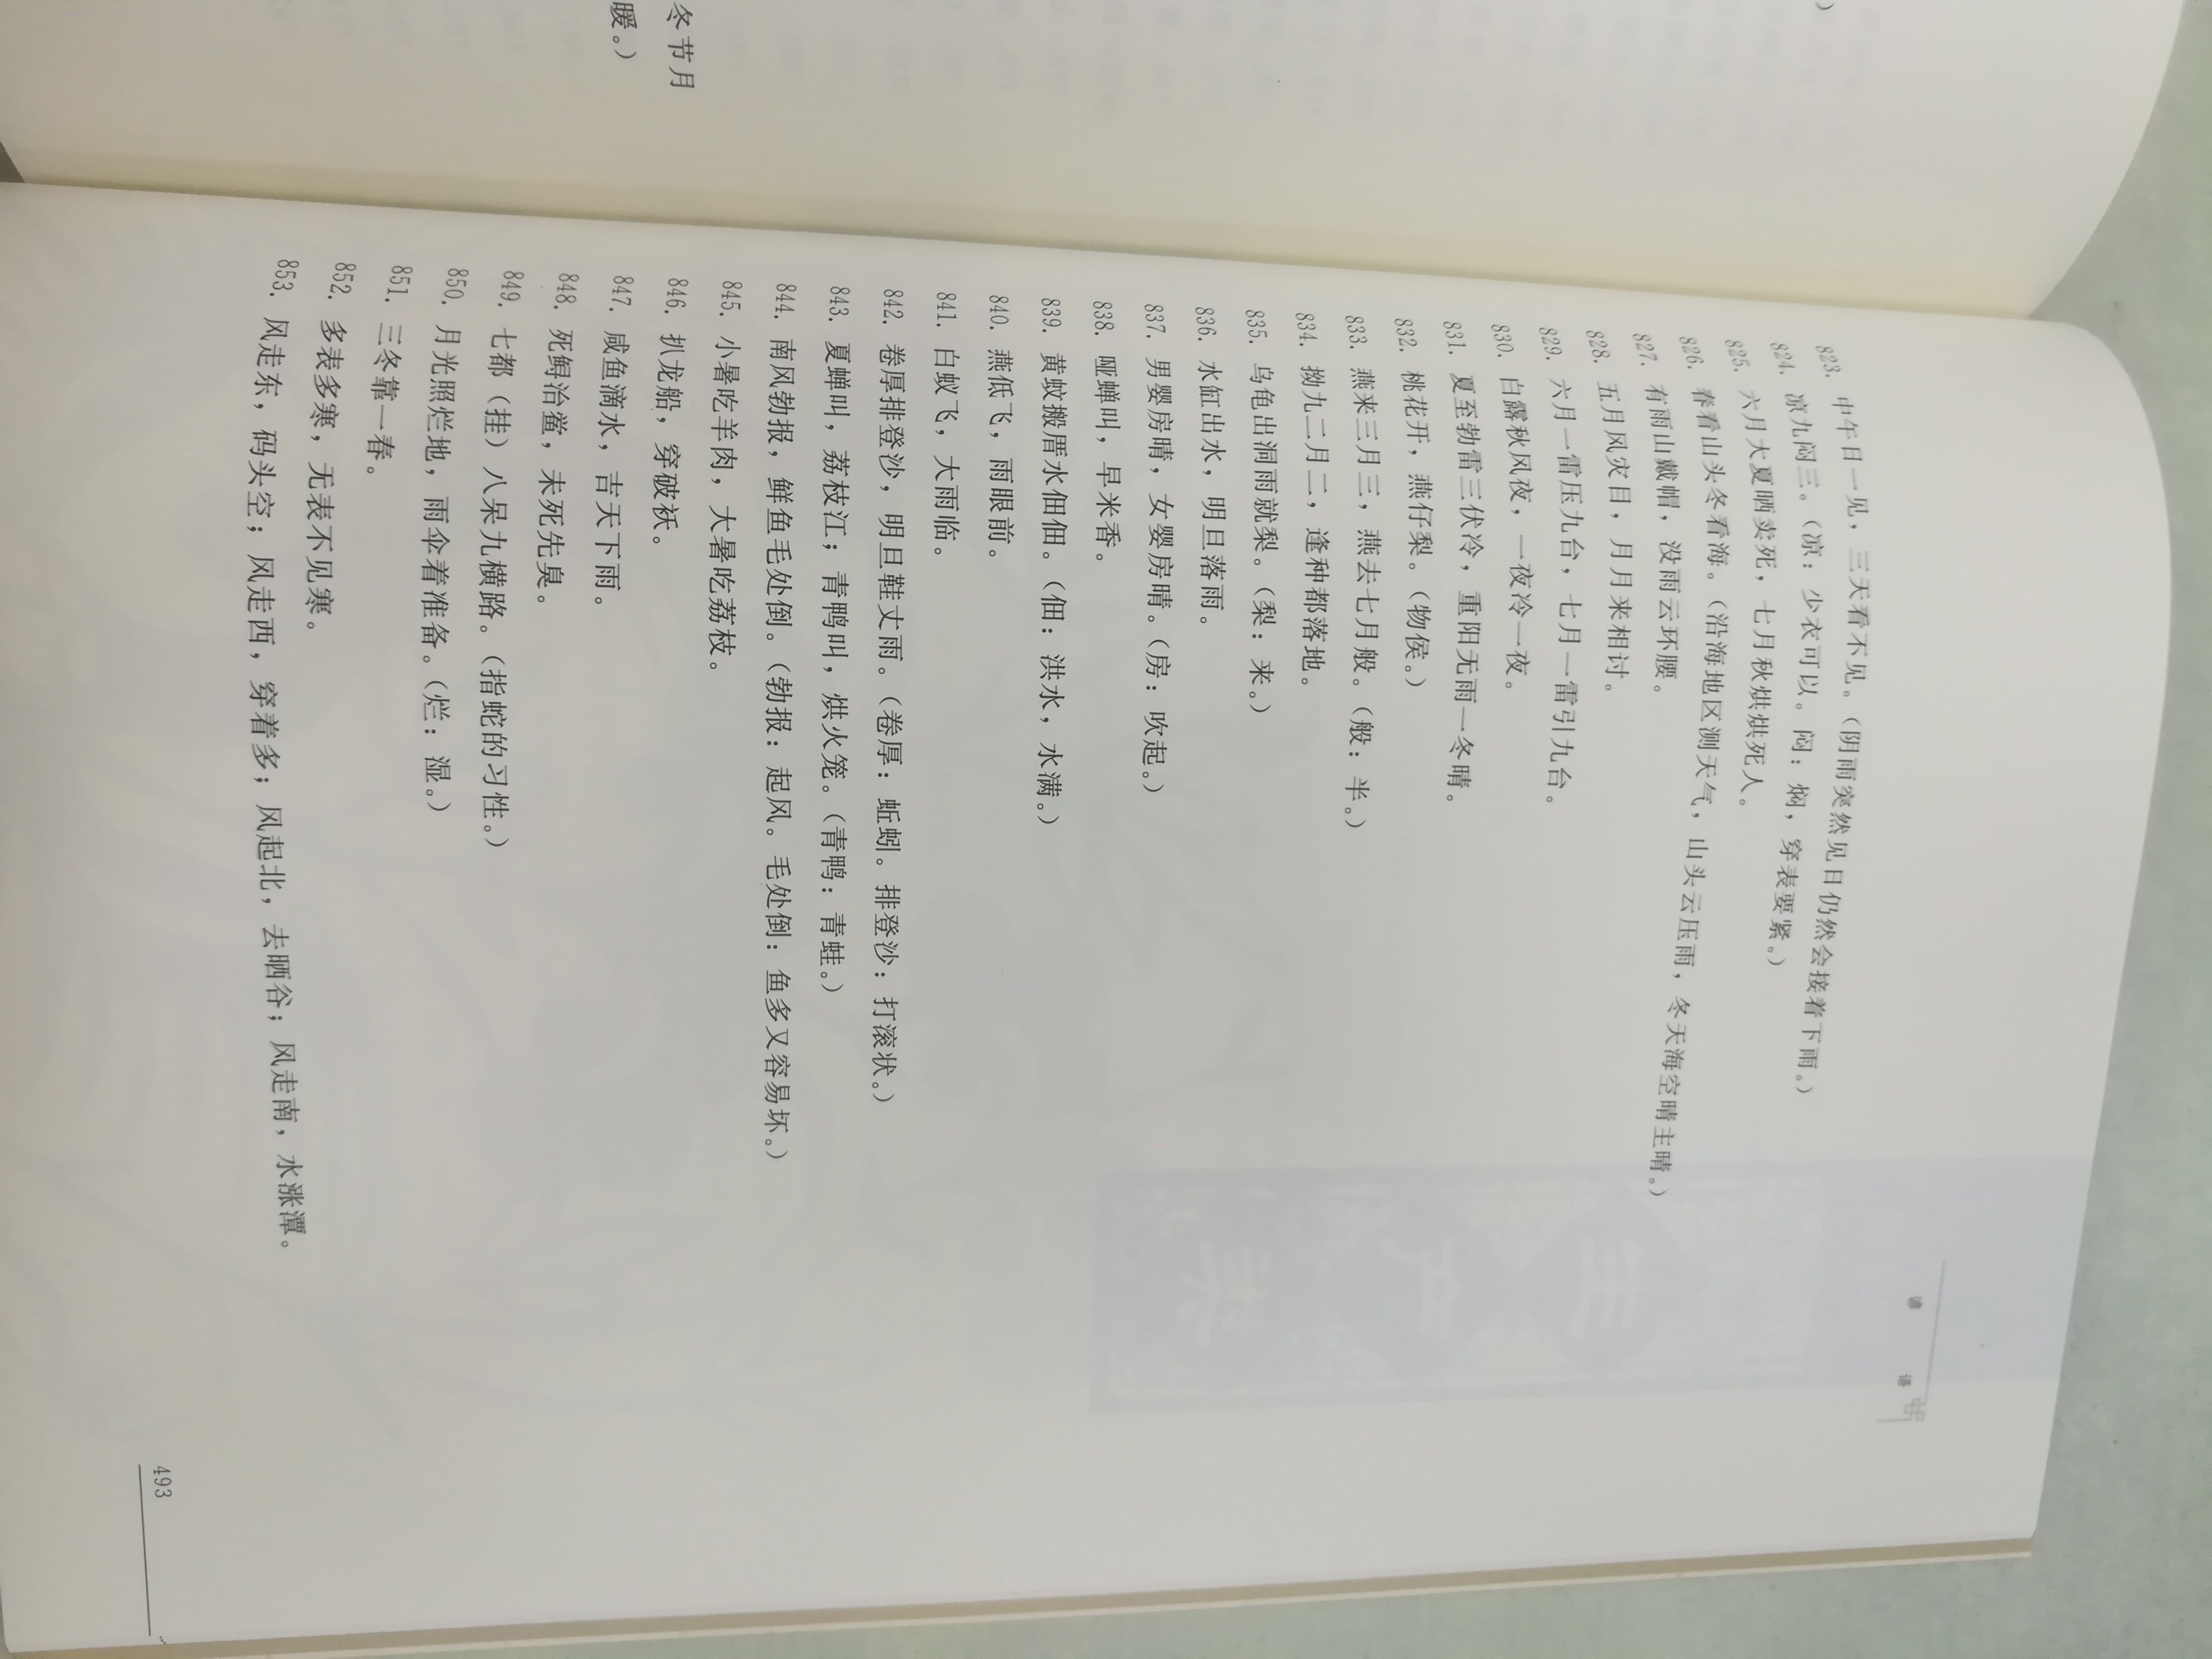 冬节月
暖。）
谚 语
823. 中午日一见，三天看不见。（阴雨突然见日仍然会接着下雨。）
824. 凉九闷三。（凉：少衣可以。闷：焖，穿表要紧。）
825. 六月大夏晒卖死，七月秋烘烘死人。
826. 春看山头冬看海。（沿海地区测天气，山头云压雨，冬天海空晴主晴。）
827. 有雨山戴帽，没雨云环腰。
828. 五月风灾目，月月来相讨。
829. 六月一雷压九台，七月一雷引九台。
830. 白露秋风夜，一夜冷一夜。
831. 夏至勃雷三伏冷，重阳无雨一冬晴。
832. 桃花开，燕仔梨。（物侯。）
833. 燕来三月三，燕去七月般。（般：半。）
834. 拗九二月二，逢种都落地。
835. 乌龟出洞雨就梨。（梨：来。）
836. 水缸出水，明旦落雨。
837. 男婴房晴，女婴房晴。（房：吹起。）
838. 哑蝉叫，早米香。
839. 黄蚊搬厝水佃佃。（佃：洪水，水满。）
840. 燕低飞，雨眼前。
841. 白蚁飞，大雨临。
842. 卷厚排登沙，明旦鞋丈雨。（卷厚：蚯蚓。排登沙：打滚状。）
843. 夏蝉叫，荔枝江；青鸭叫，烘火笼。（青鸭：青蛙。）
844. 南风勃报，鲜鱼毛处倒。（勃报：起风。毛处倒：鱼多又容易坏。）
845. 小暑吃羊肉，大暑吃荔枝。
846. 扒龙船，穿破袄。
847. 咸鱼滴水，吉天下雨。
848. 死鲟治鲎，未死先臭。
849. 七都（挂）八呆九横路。（指蛇的习性。）
850. 月光照烂地，雨伞着准备。（烂：湿。）
851. 三冬靠一春。
852. 多表多寒，无表不见寒。
853. 风走东，码头空；风走西，穿着多；风起北，去晒谷；风走南，水涨潭。
493